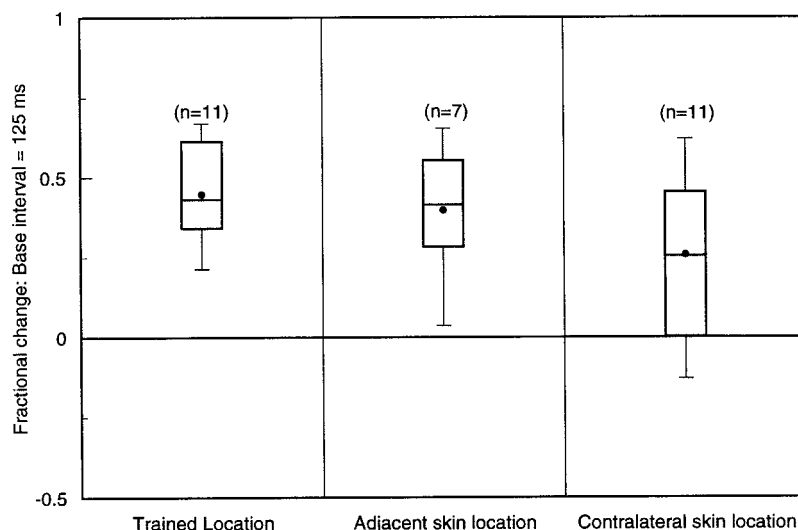 Fractional change: Base interval = 125 ms
1
0.5
0
-0.5
(n=11)
(n=7)
(n=11)
Trained Location
Adjacent skin location
Contralateral skin location